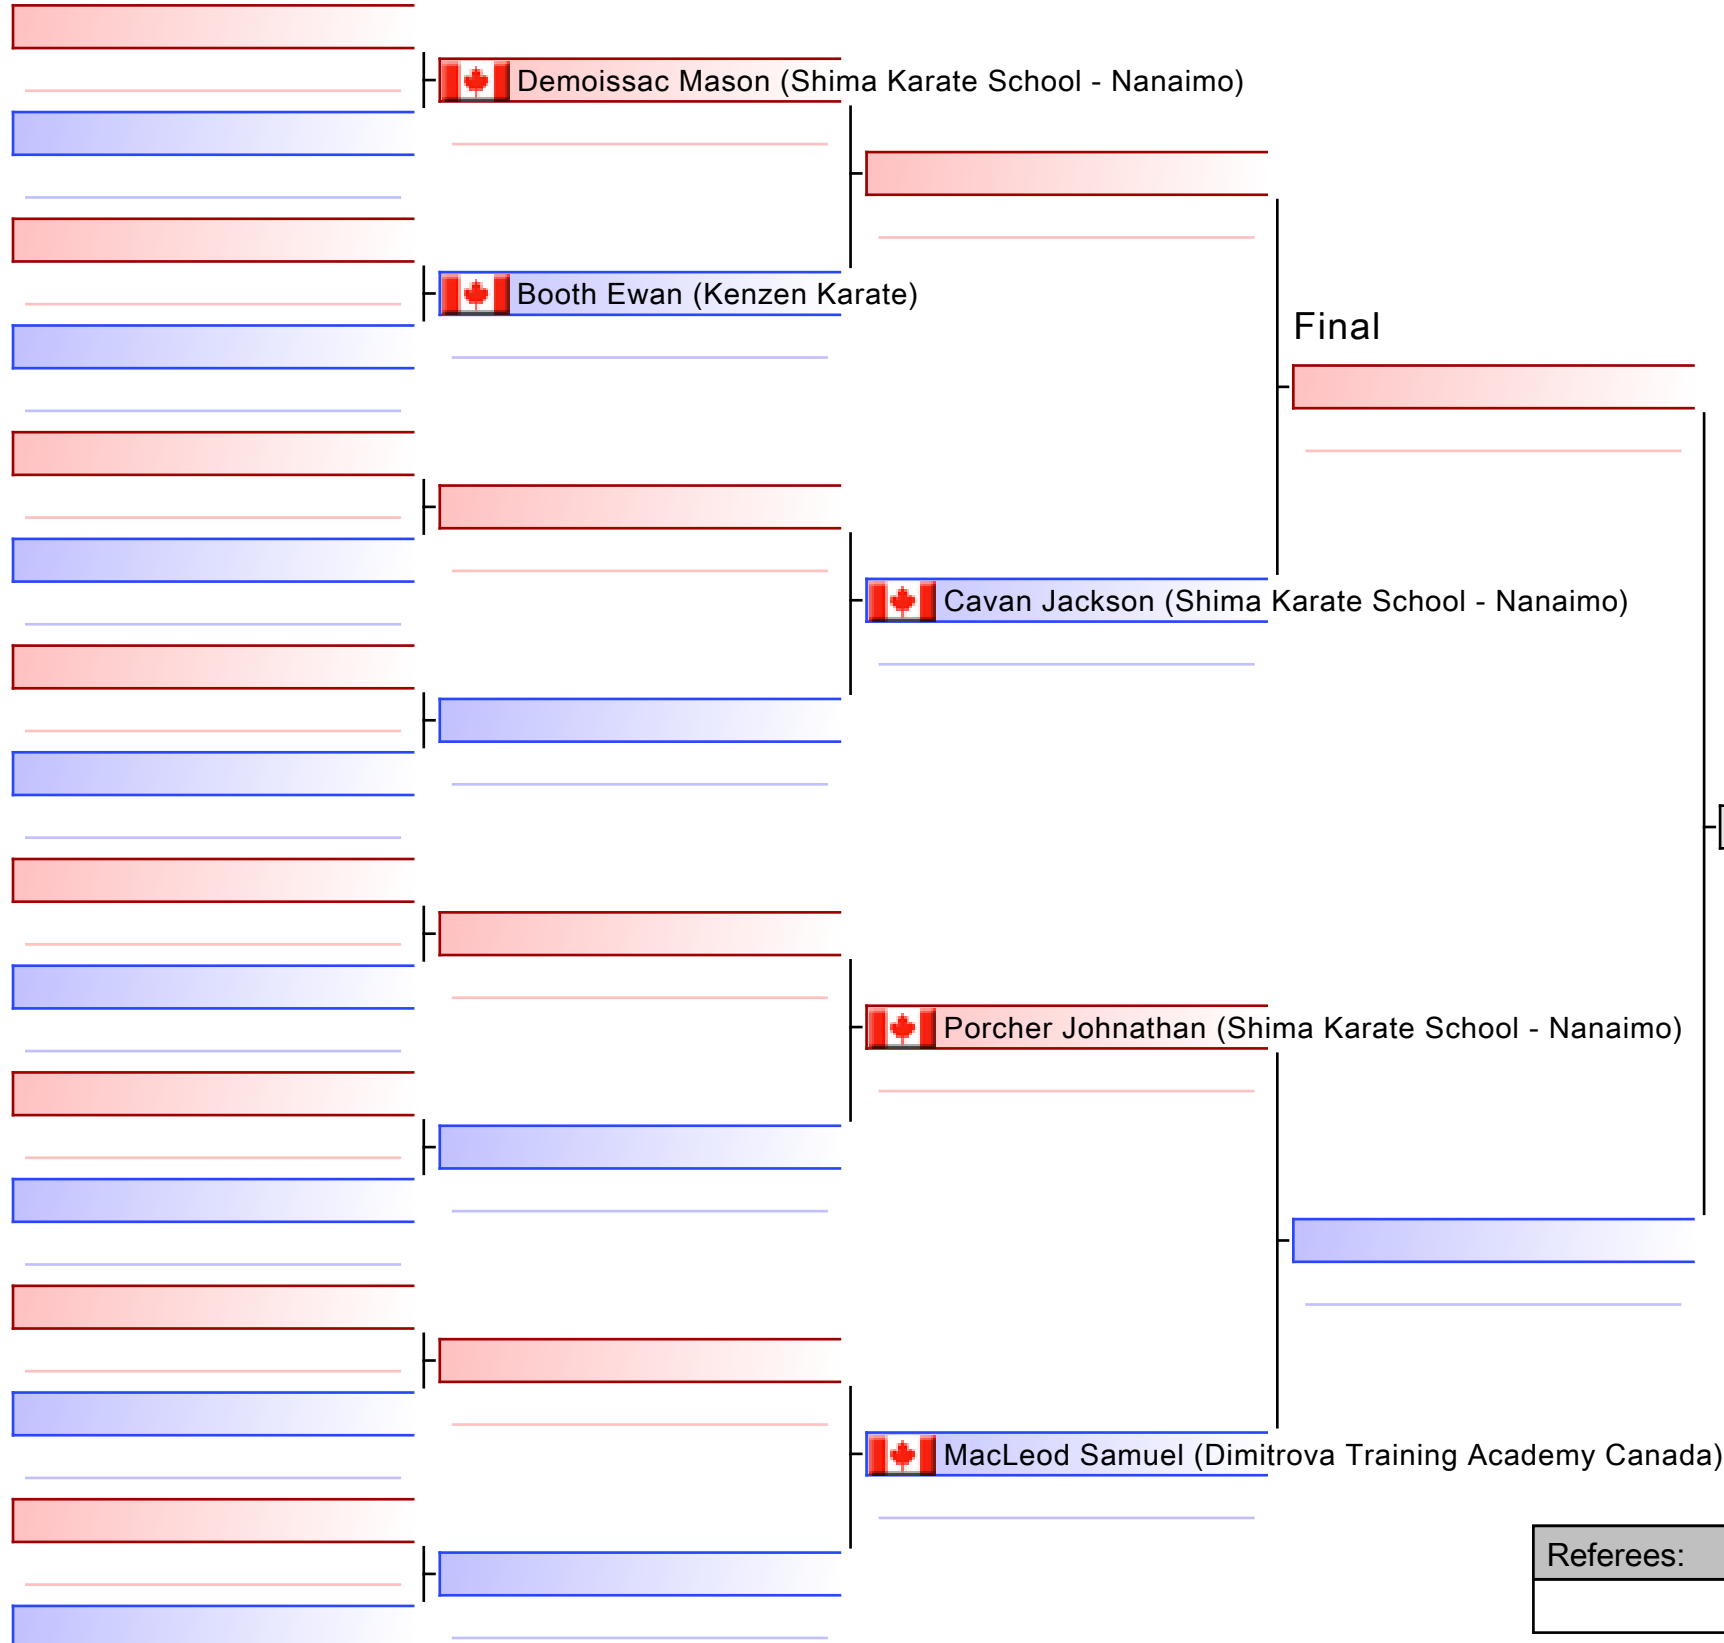 Demoissac Mason (Shima Karate School - Nanaimo)
Booth Ewan (Kenzen Karate)
Final
Cavan Jackson (Shima Karate School - Nanaimo)
Porcher Johnathan (Shima Karate School - Nanaimo)
MacLeod Samuel (Dimitrova Training Academy Canada)
Referees: